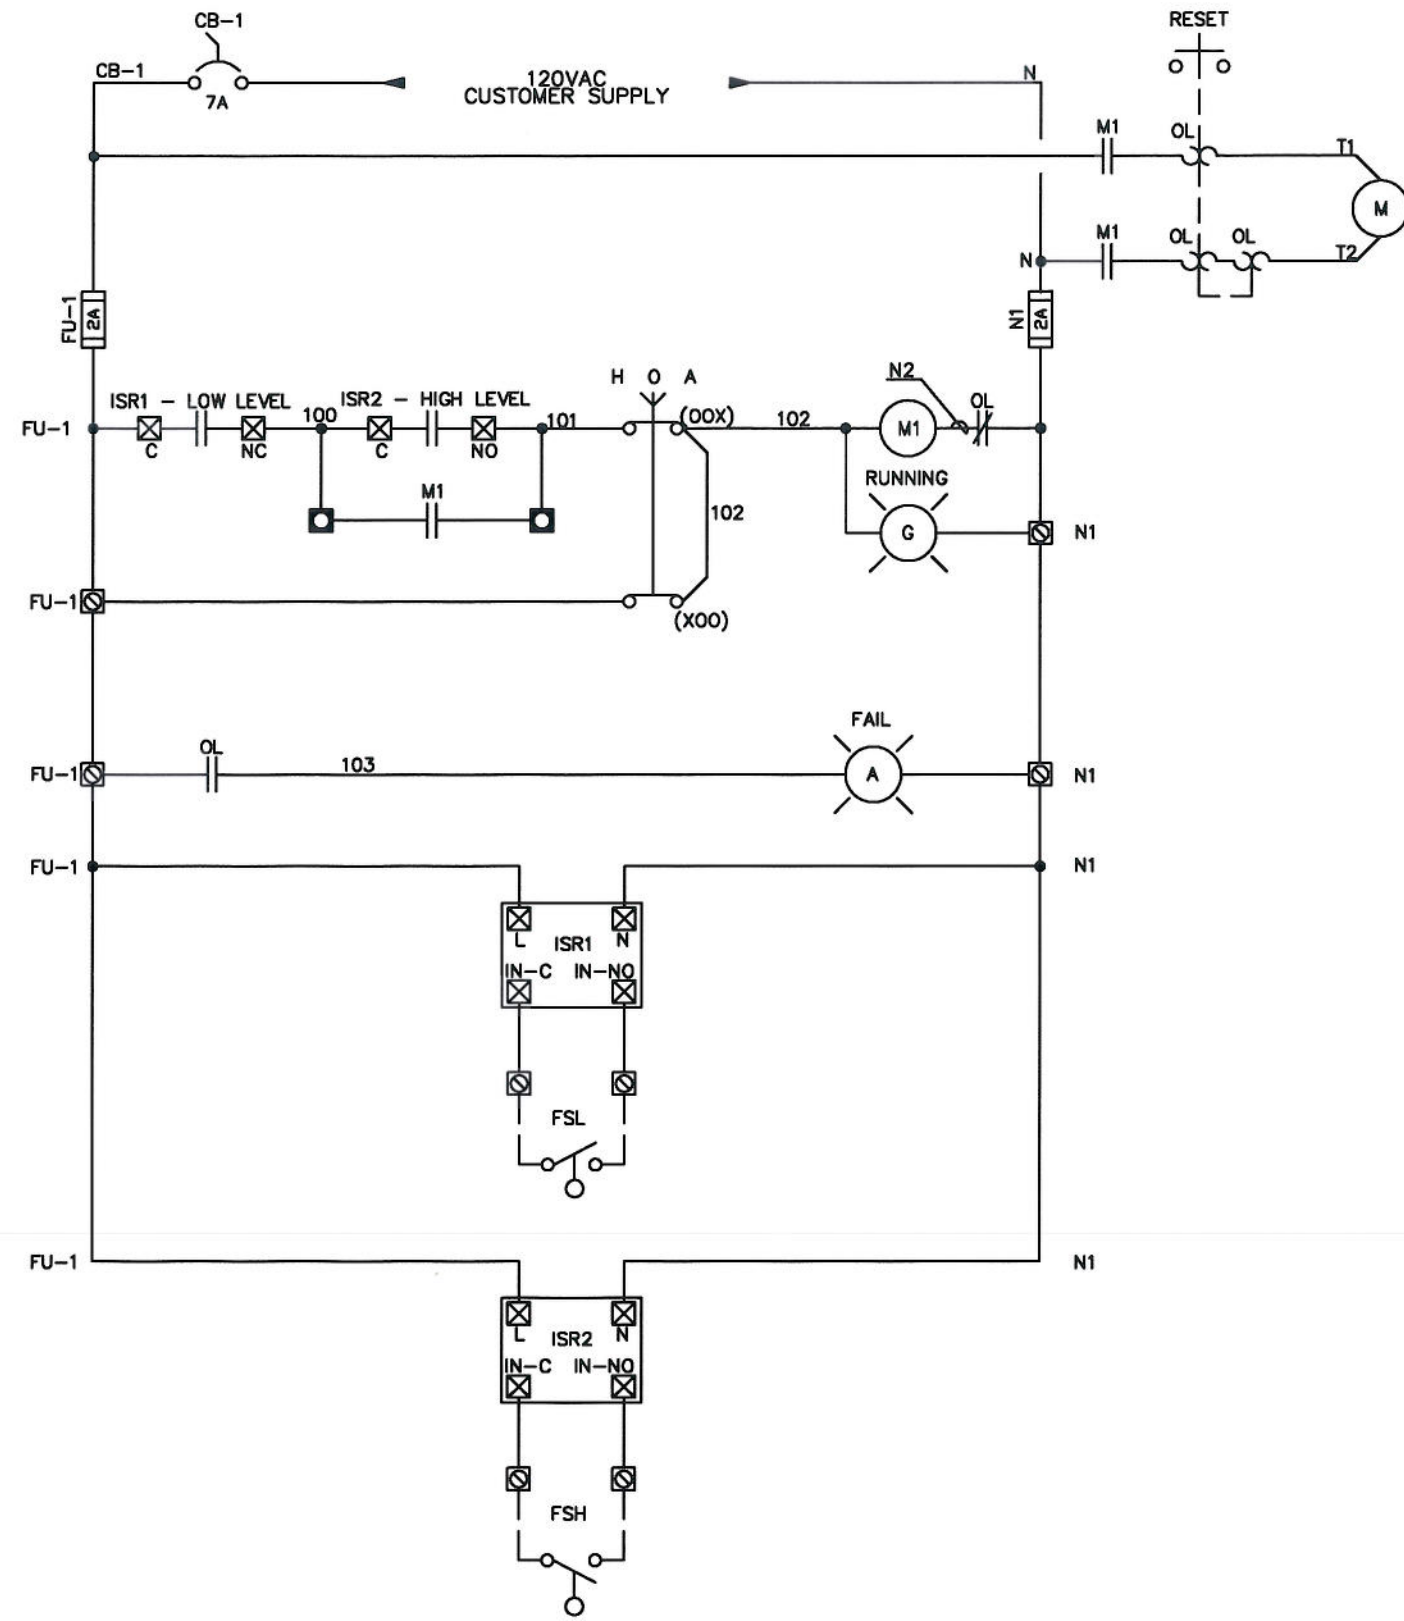 CB-1
RESET
CB-1
7A
120VAC
CUSTOMER SUPPLY
N
M1
OL
T1
M
M1
OL
OL
T2
N
FU-1
2A
N1
2A
H O A
N2
ISR1 - LOW LEVEL
100
ISR2 - HIGH LEVEL
101
(OOX)
102
M1
OL
FU-1
C
NC
C
NO
RUNNING
M1
102
G
N1
FU-1
(XOO)
FAIL
OL
103
FU-1
A
N1
FU-1
N1
L
ISR1
N
IN-C
IN-NO
FSL
FU-1
N1
L
ISR2
N
IN-C
IN-NO
FSH